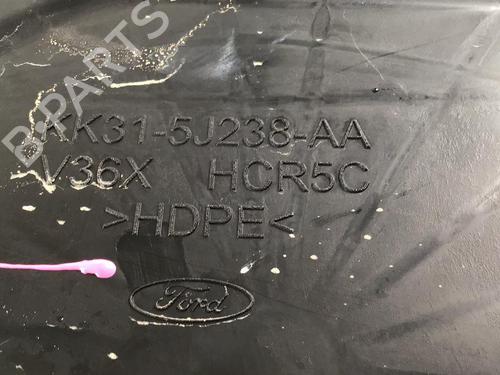 B-PARTS
KK31-5J238-AA
V36X HCR5C
>HDPE<
Ford